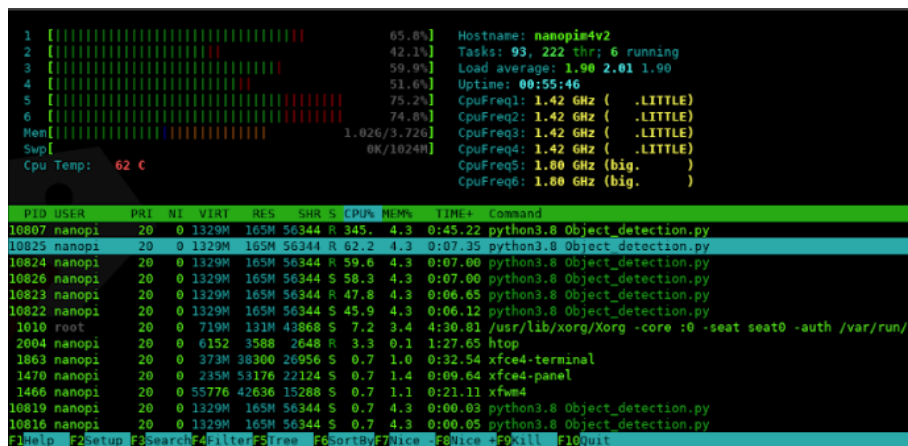 1 [|||||||||||||||||||||||||||||||||| 65.8%] Hostname: nanopim4v2
2 [||||||||||||||||||||||| 42.1%] Tasks: 93, 222 thr; 6 running
3 [||||||||||||||||||||||||||||||| 59.9%] Load average: 1.90 2.01 1.90
4 [||||||||||||||||||||||||||| 51.6%] Uptime: 00:55:46
5 [||||||||||||||||||||||||||||||||||||||| 75.2%] CpuFreq1: 1.42 GHz ( .LITTLE)
6 [||||||||||||||||||||||||||||||||||||||| 74.8%] CpuFreq2: 1.42 GHz ( .LITTLE)
Mem[||||||||||||||||||||||||||||| 1.02G/3.72G] CpuFreq3: 1.42 GHz ( .LITTLE)
Swp[ 0K/1024M] CpuFreq4: 1.42 GHz ( .LITTLE)
Cpu Temp: 62 C CpuFreq5: 1.80 GHz (big. )
CpuFreq6: 1.80 GHz (big. )
PID USER PRI NI VIRT RES SHR S CPU% MEM% TIME+ Command
10807 nanopi 20 0 1329M 165M 56344 R 345. 4.3 0:45.22 python3.8 Object_detection.py
10825 nanopi 20 0 1329M 165M 56344 R 62.2 4.3 0:07.35 python3.8 Object_detection.py
10824 nanopi 20 0 1329M 165M 56344 R 59.6 4.3 0:07.00 python3.8 Object_detection.py
10826 nanopi 20 0 1329M 165M 56344 S 58.3 4.3 0:07.00 python3.8 Object_detection.py
10823 nanopi 20 0 1329M 165M 56344 R 47.8 4.3 0:06.65 python3.8 Object_detection.py
10822 nanopi 20 0 1329M 165M 56344 S 45.9 4.3 0:06.12 python3.8 Object_detection.py
1010 root 20 0 719M 131M 43868 S 7.2 3.4 4:30.81 /usr/lib/xorg/Xorg -core :0 -seat seat0 -auth /var/run/
2004 nanopi 20 0 6152 3588 2648 R 3.3 0.1 1:27.65 htop
1863 nanopi 20 0 373M 38300 26956 S 0.7 1.0 0:32.54 xfce4-terminal
1470 nanopi 20 0 235M 53176 22124 S 0.7 1.4 0:09.64 xfce4-panel
1466 nanopi 20 0 55776 42636 15288 S 0.7 1.1 0:21.11 xfwm4
10819 nanopi 20 0 1329M 165M 56344 S 0.7 4.3 0:00.03 python3.8 Object_detection.py
10816 nanopi 20 0 1329M 165M 56344 S 0.7 4.3 0:00.05 python3.8 Object_detection.py
F1Help F2Setup F3SearchF4FilterF5Tree F6SortByF7Nice -F8Nice +F9Kill F10Quit